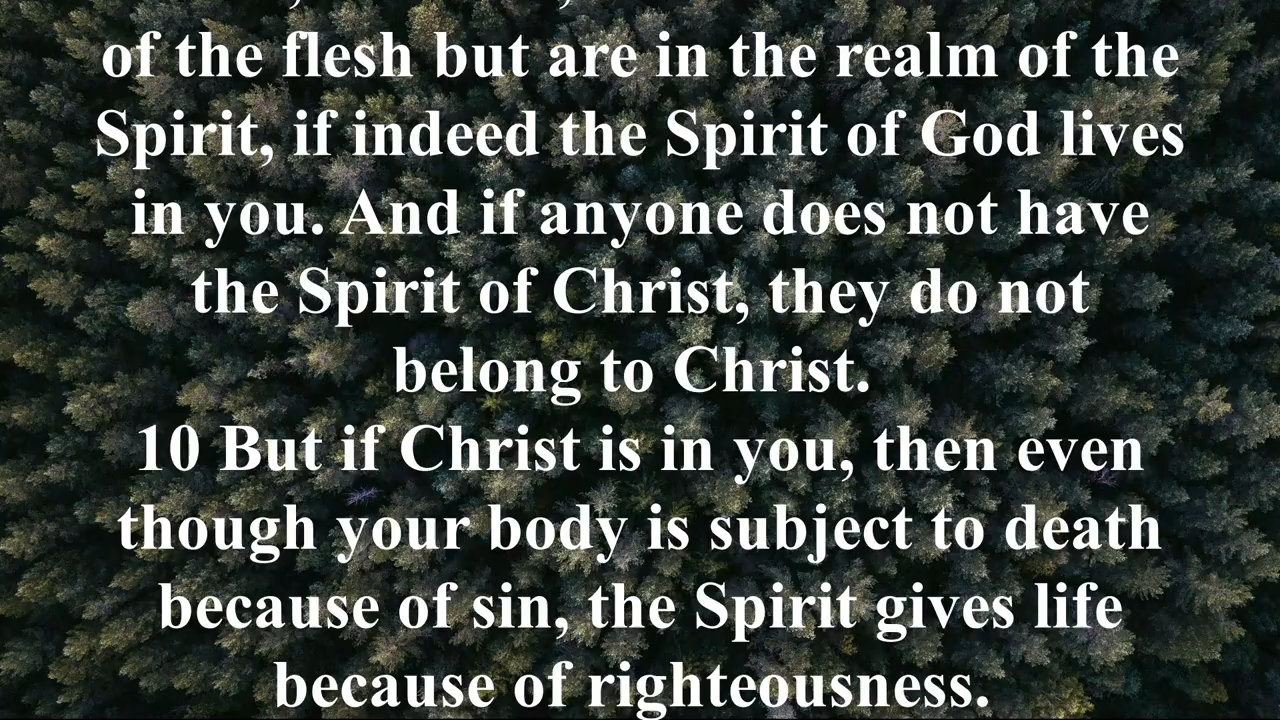 of the flesh but are in the realm of the
Spirit, if indeed the Spirit of God lives
in you. And if anyone does not have
the Spirit of Christ, they do not
belong to Christ.
10 But if Christ is in you, then even
though your body is subject to death
because of sin, the Spirit gives life
because of righteousness.